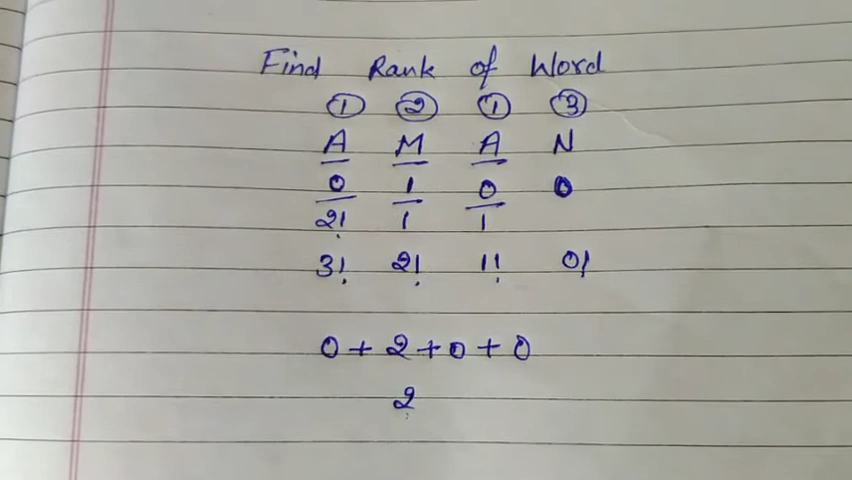 Find Rank of Word
① ② ① ③
A M A N
0 1 0 0
2! 1 1
3! 2! 1! 0!
0 + 2 + 0 + 0
2